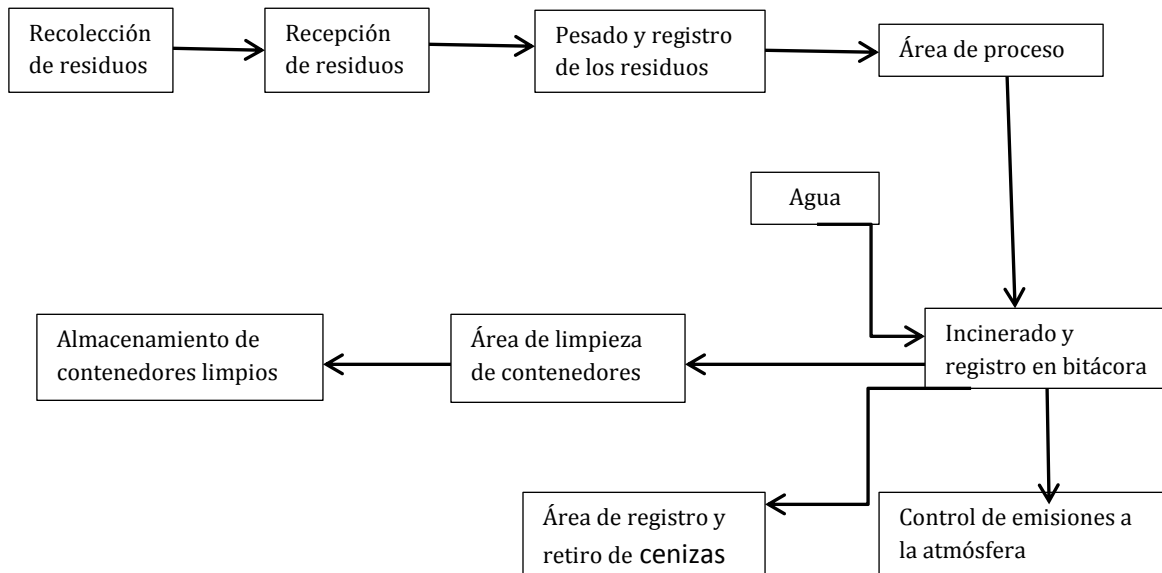 Recolección
de residuos
Recepción
de residuos
Pesado y registro
de los residuos
Área de proceso
Agua
Almacenamiento de
contenedores limpios
Área de limpieza
de contenedores
Incinerado y
registro en bitácora
Área de registro y
retiro de cenizas
Control de emisiones a
la atmósfera